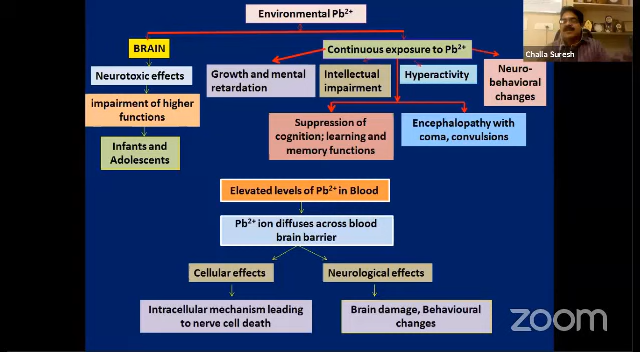 Environmental Pb²⁺
BRAIN
Neurotoxic effects
impairment of higher
functions
Infants and
Adolescents
Continuous exposure to Pb²⁺
Growth and mental
retardation
Intellectual
impairment
Hyperactivity
Neuro-
behavioral
changes
Suppression of
cognition; learning and
memory functions
Encephalopathy with
coma, convulsions
Challa Suresh
Elevated levels of Pb²⁺ in Blood
Pb²⁺ ion diffuses across blood
brain barrier
Cellular effects
Neurological effects
Intracellular mechanism leading
to nerve cell death
Brain damage, Behavioural
changes
zoom